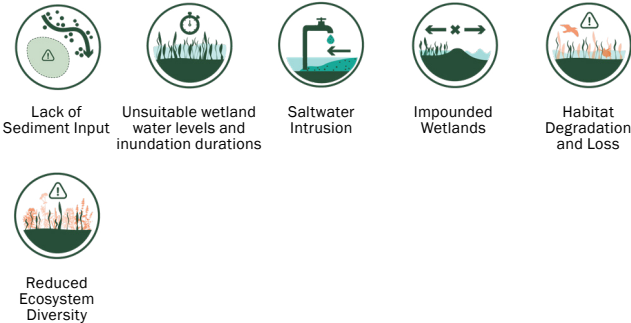 Lack of
Sediment Input
Unsuitable wetland
water levels and
inundation durations
Saltwater
Intrusion
Impounded
Wetlands
Habitat
Degradation
and Loss
Reduced
Ecosystem
Diversity